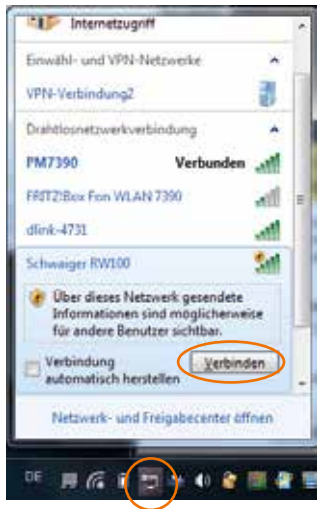 Internetzugriff
Einwähl- und VPN-Netzwerke
VPN-Verbindung2
Drahtlosnetzwerkverbindung
PM7390 Verbunden
FRITZ!Box Fon WLAN 7390
dlink-4731
Schwaiger RW100
Über dieses Netzwerk gesendete
Informationen sind möglicherweise
für andere Benutzer sichtbar.
Verbindung
automatisch herstellen
Verbinden
Netzwerk- und Freigabecenter öffnen
DE